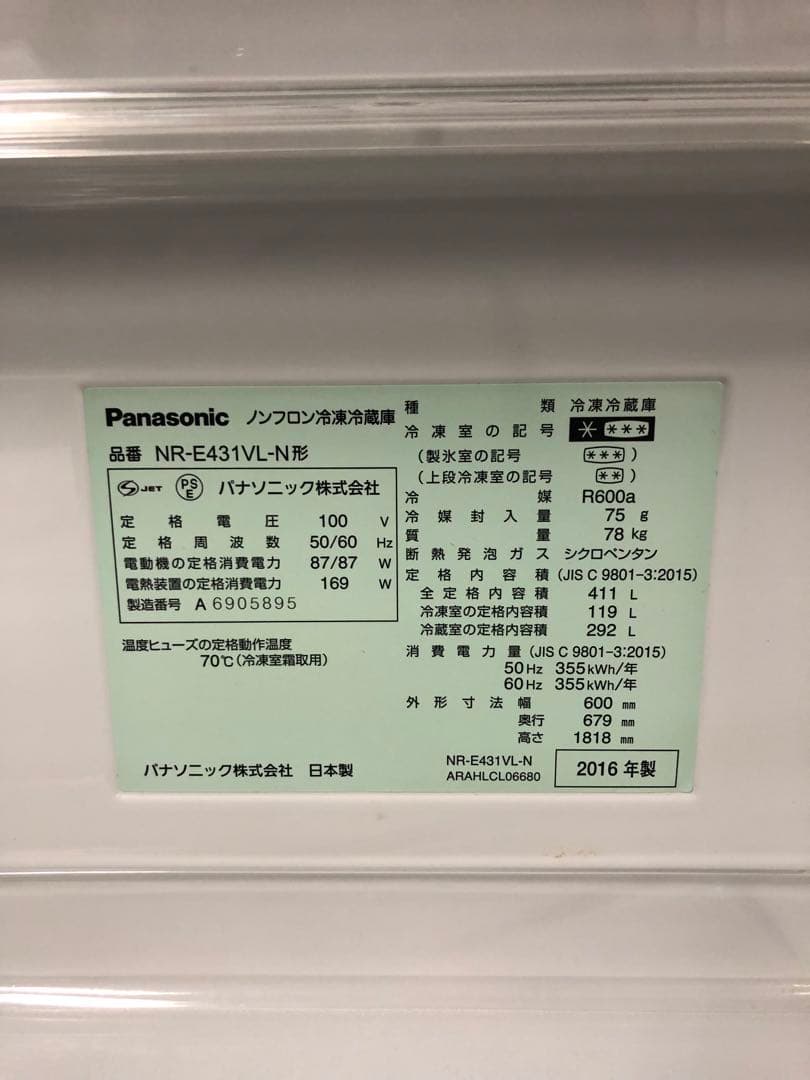 Panasonic ノンフロン冷凍冷蔵庫
品番 NR-E431VL-N形
S JET PS E パナソニック株式会社
定格電圧 100 V
定格周波数 50/60 Hz
電動機の定格消費電力 87/87 W
電熱装置の定格消費電力 169 W
製造番号 A 6905895
温度ヒューズの定格動作温度
70℃(冷凍室霜取用)
パナソニック株式会社 日本製
種類 冷凍冷蔵庫
冷凍室の記号 * ***
(製氷室の記号 *** )
(上段冷凍室の記号 ** )
冷媒 R600a
冷媒封入量 75 g
質量 78 kg
断熱発泡ガス シクロペンタン
定格内容積 (JIS C 9801-3:2015)
全定格内容積 411 L
冷凍室の定格内容積 119 L
冷蔵室の定格内容積 292 L
消費電力量 (JIS C 9801-3:2015)
50Hz 355kWh/年
60Hz 355kWh/年
外形寸法 幅 600 mm
奥行 679 mm
高さ 1818 mm
NR-E431VL-N
ARAHLCL06680
2016 年製